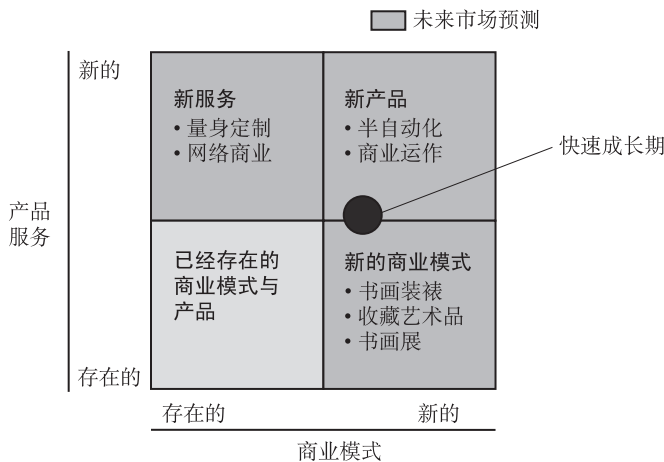 未来市场预测
新的
新服务
• 量身定制
• 网络商业
新产品
• 半自动化
• 商业运作
快速成长期
产品
服务
已经存在的
商业模式与
产品
新的商业模式
• 书画装裱
• 收藏艺术品
• 书画展
存在的
存在的
新的
商业模式